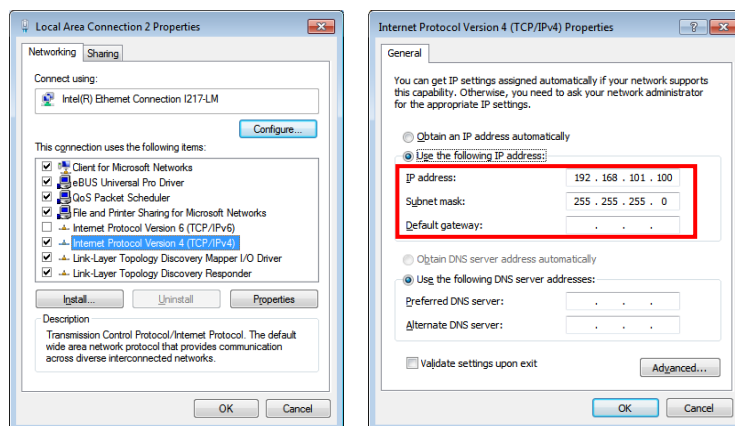 Local Area Connection 2 Properties
Networking
Sharing
Connect using:
Intel(R) Ethernet Connection I217-LM
Configure...
This connection uses the following items:
Client for Microsoft Networks
eBUS Universal Pro Driver
QoS Packet Scheduler
File and Printer Sharing for Microsoft Networks
Internet Protocol Version 6 (TCP/IPv6)
Internet Protocol Version 4 (TCP/IPv4)
Link-Layer Topology Discovery Mapper I/O Driver
Link-Layer Topology Discovery Responder
Install...
Uninstall
Properties
Description
Transmission Control Protocol/Internet Protocol. The default
wide area network protocol that provides communication
across diverse interconnected networks.
OK
Cancel
Internet Protocol Version 4 (TCP/IPv4) Properties
?
General
You can get IP settings assigned automatically if your network supports
this capability. Otherwise, you need to ask your network administrator
for the appropriate IP settings.
Obtain an IP address automatically
Use the following IP address:
IP address: 192 . 168 . 101 . 100
Subnet mask: 255 . 255 . 255 . 0
Default gateway: . . .
Obtain DNS server address automatically
Use the following DNS server addresses:
Preferred DNS server: . . .
Alternate DNS server: . . .
Validate settings upon exit
Advanced...
OK
Cancel